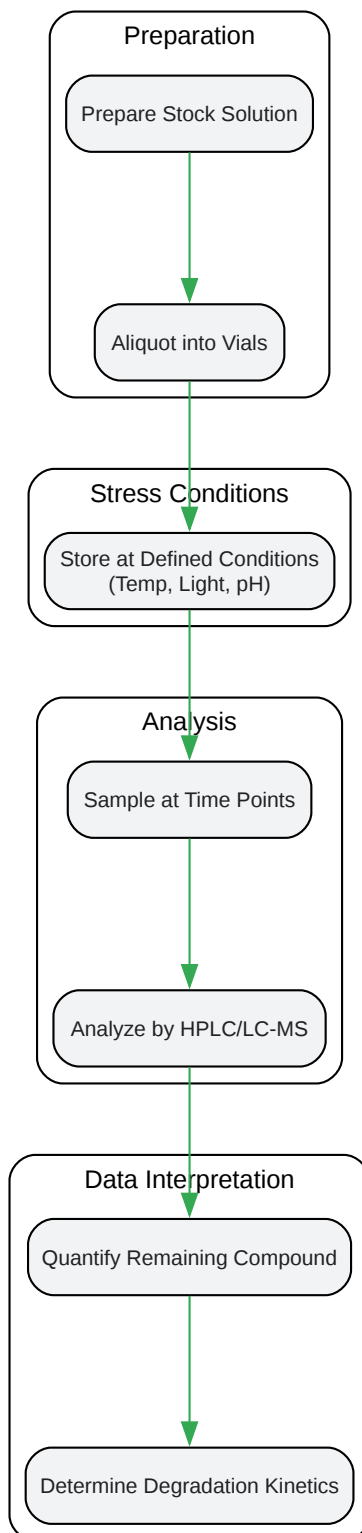 Preparation
Prepare Stock Solution
Aliquot into Vials
Stress Conditions
Store at Defined Conditions
(Temp, Light, pH)
Analysis
Sample at Time Points
Analyze by HPLC/LC-MS
Data Interpretation
Quantify Remaining Compound
Determine Degradation Kinetics